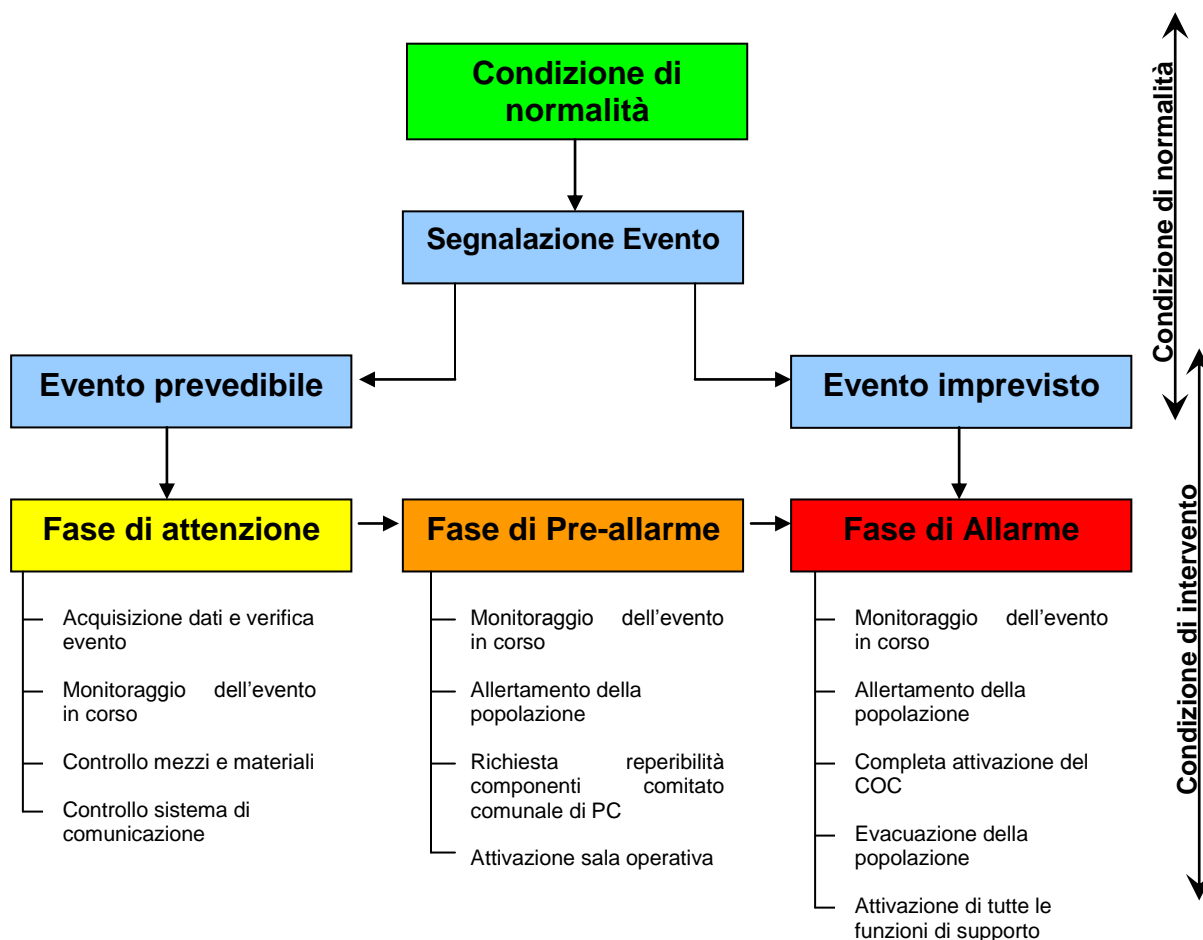 Condizione di
normalità
Segnalazione Evento
Evento prevedibile
Evento imprevisto
Fase di attenzione
Fase di Pre-allarme
Fase di Allarme
Acquisizione dati e verifica
evento
Monitoraggio dell’evento
in corso
Controllo mezzi e materiali
Controllo sistema di
comunicazione
Monitoraggio dell’evento
in corso
Allertamento della
popolazione
Richiesta reperibilità
componenti comitato
comunale di PC
Attivazione sala operativa
Monitoraggio dell’evento
in corso
Allertamento della
popolazione
Completa attivazione del
COC
Evacuazione della
popolazione
Attivazione di tutte le
funzioni di supporto
Condizione di normalità
Condizione di intervento